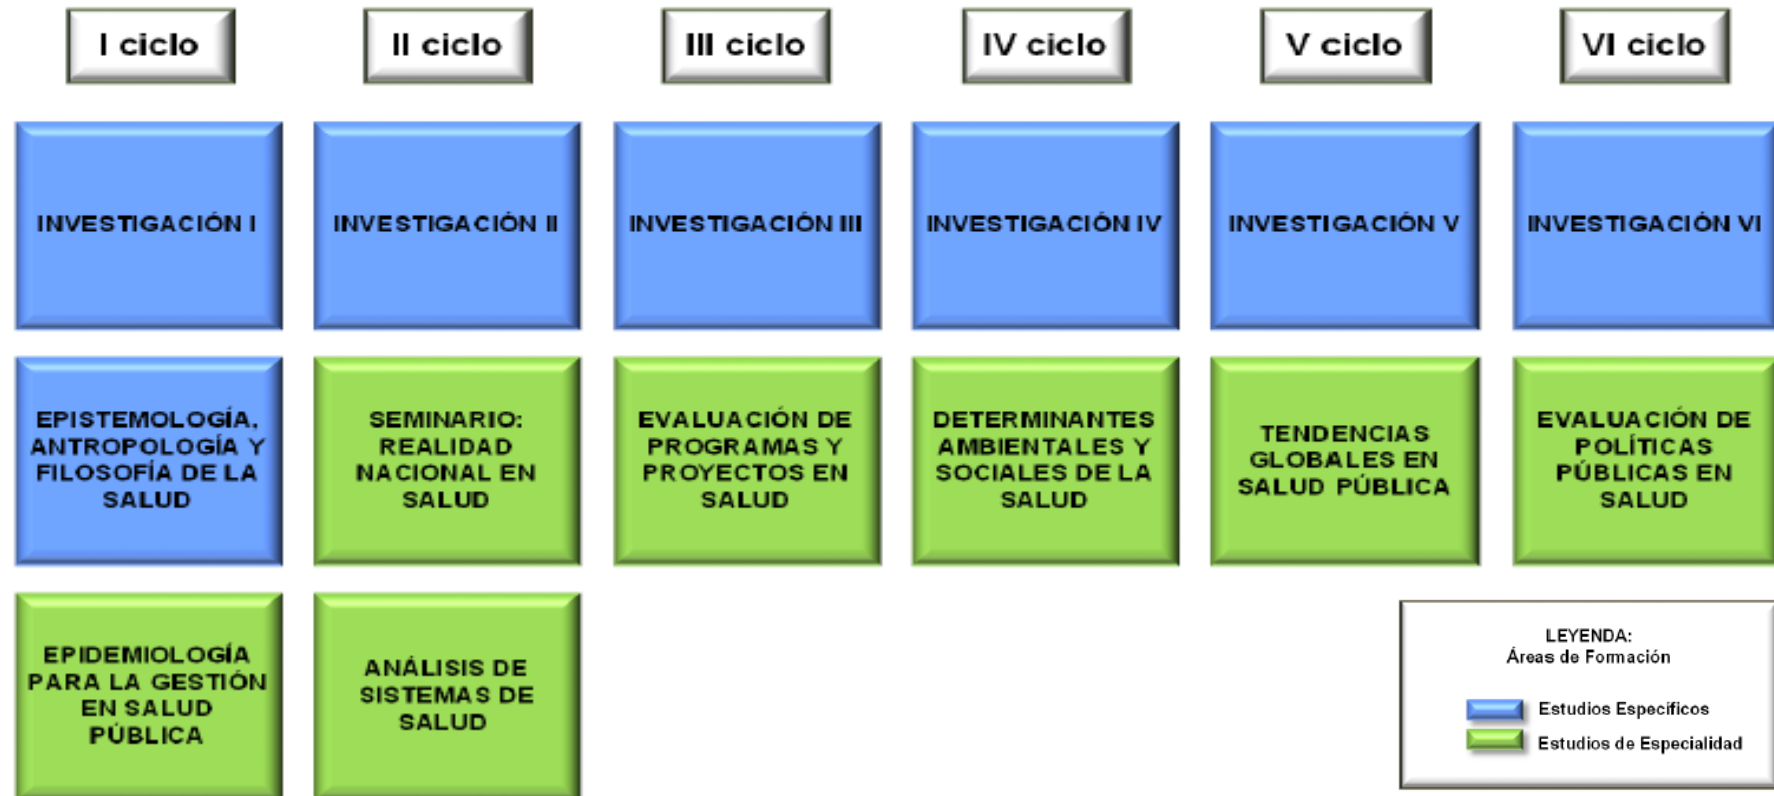 I ciclo
II ciclo
III ciclo
IV ciclo
V ciclo
VI ciclo
INVESTIGACIÓN I
INVESTIGACIÓN II
INVESTIGACIÓN III
INVESTIGACIÓN IV
INVESTIGACIÓN V
INVESTIGACIÓN VI
EPISTEMOLOGÍA,
ANTROPOLOGÍA Y
FILOSOFÍA DE LA
SALUD
SEMINARIO:
REALIDAD
NACIONAL EN
SALUD
EVALUACIÓN DE
PROGRAMAS Y
PROYECTOS EN
SALUD
DETERMINANTES
AMBIENTALES Y
SOCIALES DE LA
SALUD
TENDENCIAS
GLOBALES EN
SALUD PÚBLICA
EVALUACIÓN DE
POLÍTICAS
PÚBLICAS EN
SALUD
EPIDEMIOLOGÍA
PARA LA GESTIÓN
EN SALUD
PÚBLICA
ANÁLISIS DE
SISTEMAS DE
SALUD
LEYENDA:
Áreas de Formación
Estudios Específicos
Estudios de Especialidad